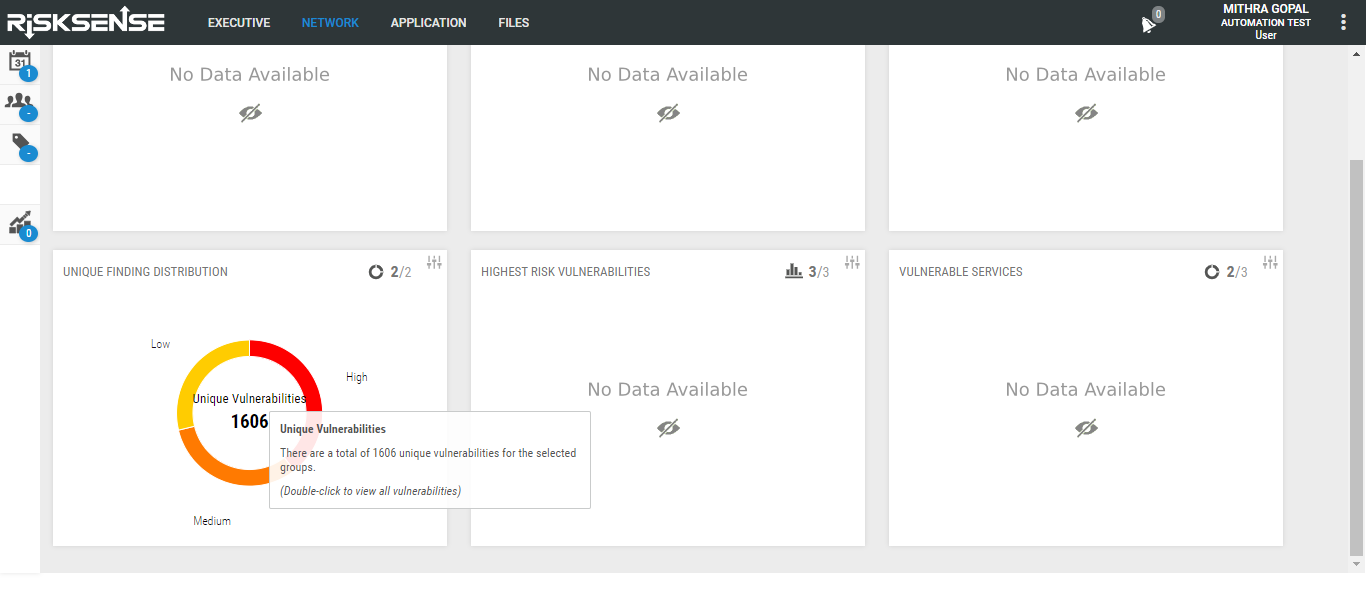 RiSKSENSE
EXECUTIVE
NETWORK
APPLICATION
FILES
0
MITHRA GOPAL
AUTOMATION TEST
User
31
1
-
-
0
No Data Available
No Data Available
No Data Available
UNIQUE FINDING DISTRIBUTION
2/2
Low
High
Unique Vulnerabilities
1606
Medium
Unique Vulnerabilities
There are a total of 1606 unique vulnerabilities for the selected
groups.
(Double-click to view all vulnerabilities)
HIGHEST RISK VULNERABILITIES
3/3
No Data Available
VULNERABLE SERVICES
2/3
No Data Available